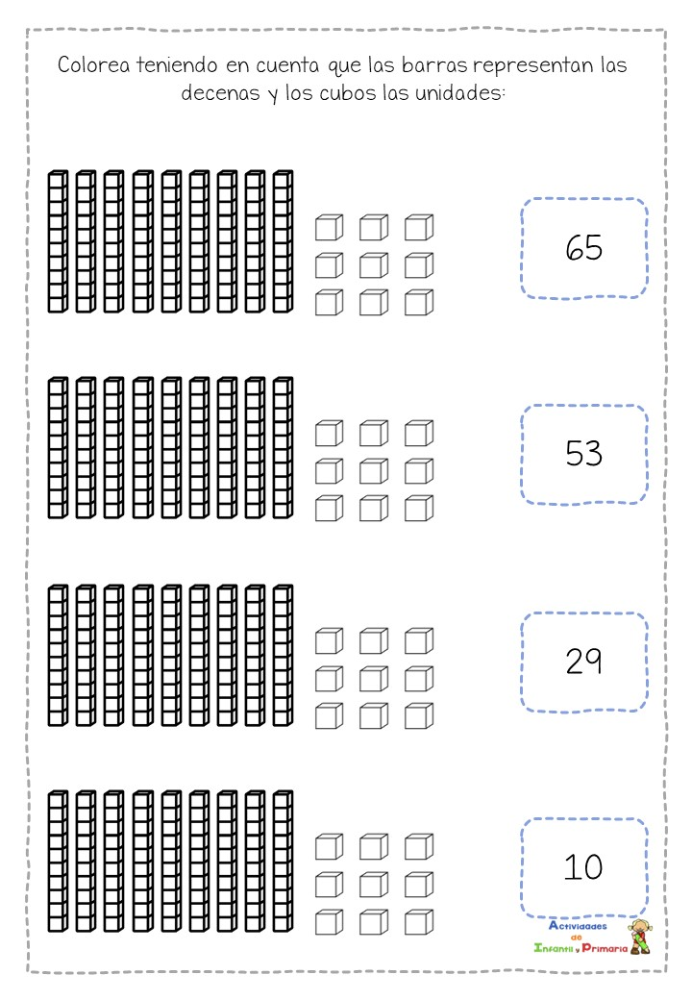 Colorea teniendo en cuenta que las barras representan las
decenas y los cubos las unidades:
65
53
29
10
Actividades
de
Infantil y Primaria